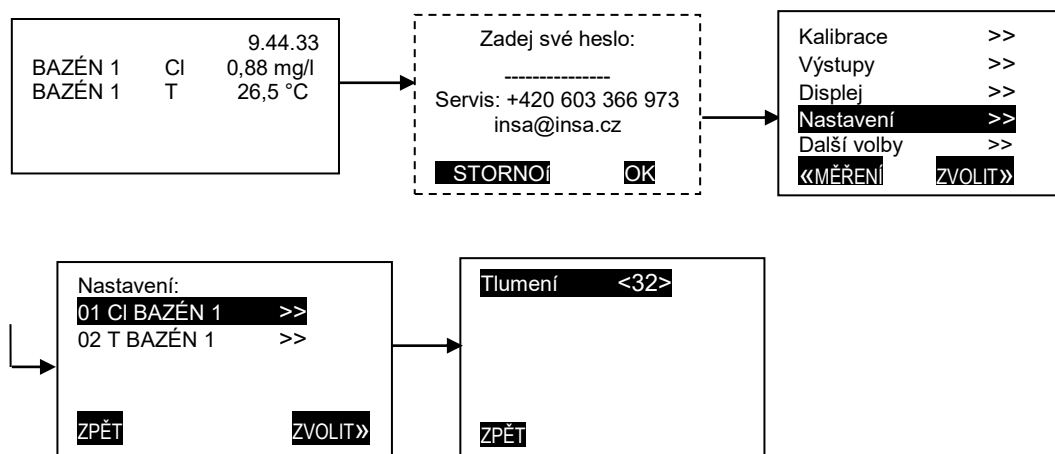 9.44.33
BAZÉN 1 Cl 0,88 mg/l
BAZÉN 1 T 26,5 °C
Zadej své heslo:
---------------
Servis: +420 603 366 973
insa@insa.cz
STORNOí OK
Kalibrace >>
Výstupy >>
Displej >>
Nastavení >>
Další volby >>
«MĚŘENÍ ZVOLIT»
Nastavení:
01 Cl BAZÉN 1 >>
02 T BAZÉN 1 >>
ZPĚT ZVOLIT»
Tlumení <32>
ZPĚT